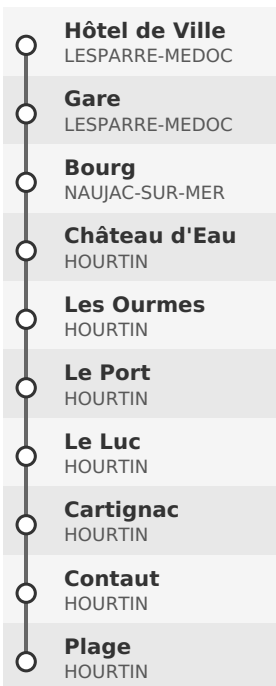 Hôtel de Ville
LESPARRE-MEDOC
Gare
LESPARRE-MEDOC
Bourg
NAUJAC-SUR-MER
Château d'Eau
HOURTIN
Les Ourmes
HOURTIN
Le Port
HOURTIN
Le Luc
HOURTIN
Cartignac
HOURTIN
Contaut
HOURTIN
Plage
HOURTIN